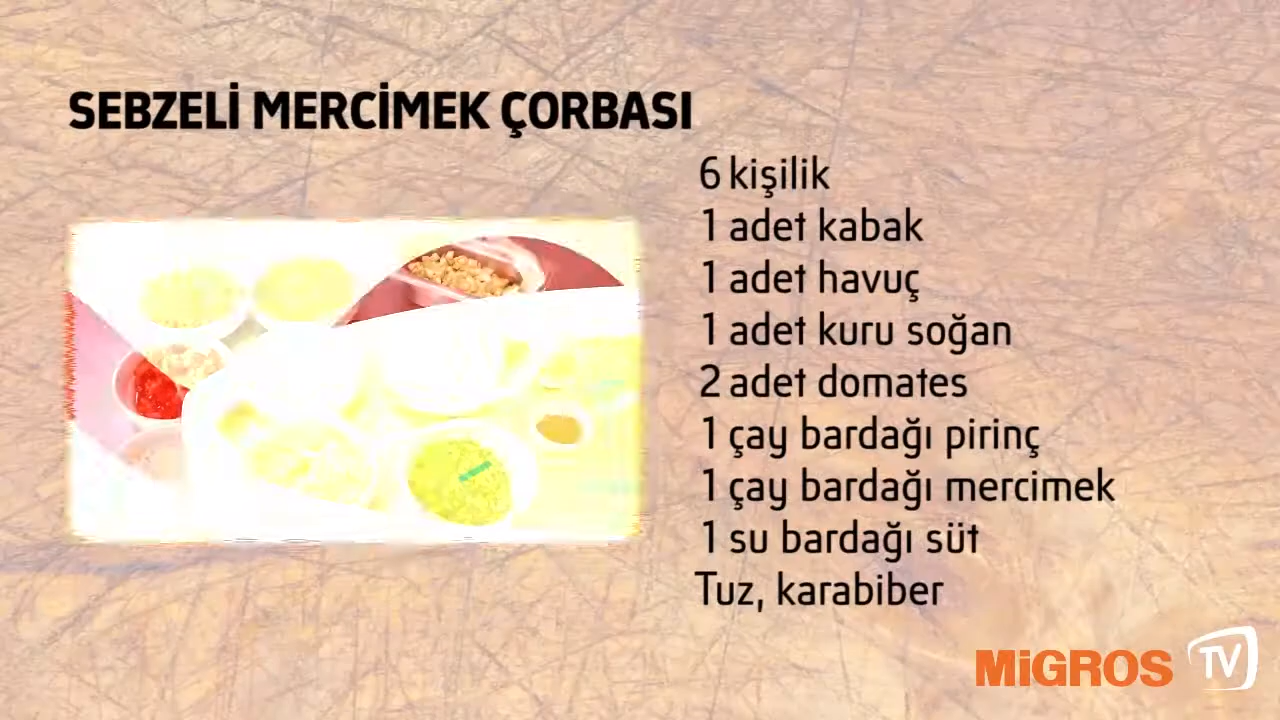 SEBZELİ MERCİMEK ÇORBASI
6 kişilik
1 adet kabak
1 adet havuç
1 adet kuru soğan
2 adet domates
1 çay bardağı pirinç
1 çay bardağı mercimek
1 su bardağı süt
Tuz, karabiber
MiGROS TV